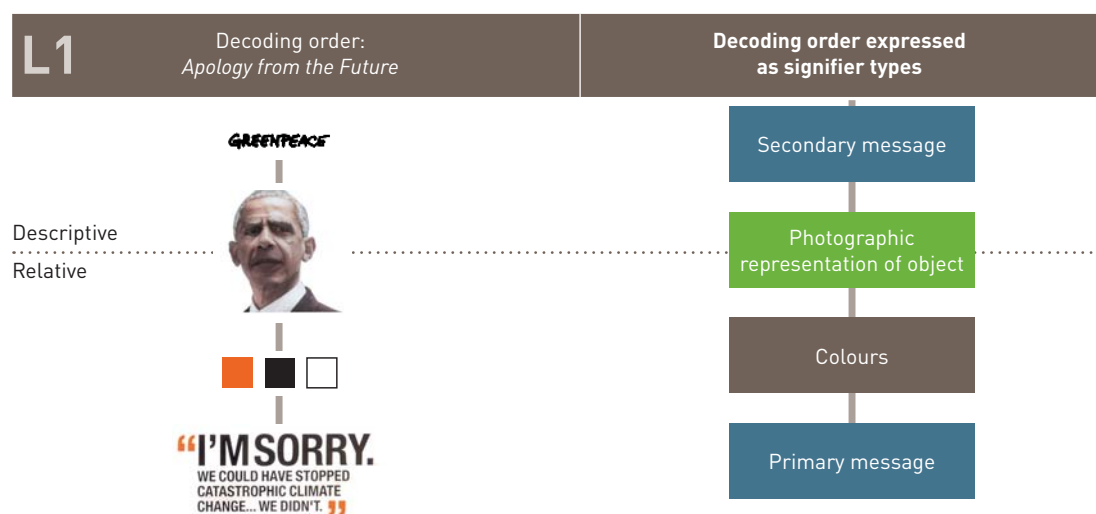 L1
Decoding order:
Apology from the Future
Decoding order expressed
as signifier types
GREENPEACE
Secondary message
Descriptive
Relative
Photographic
representation of object
Colours
“I’M SORRY.
WE COULD HAVE STOPPED
CATASTROPHIC CLIMATE
CHANGE... WE DIDN'T. ”
Primary message